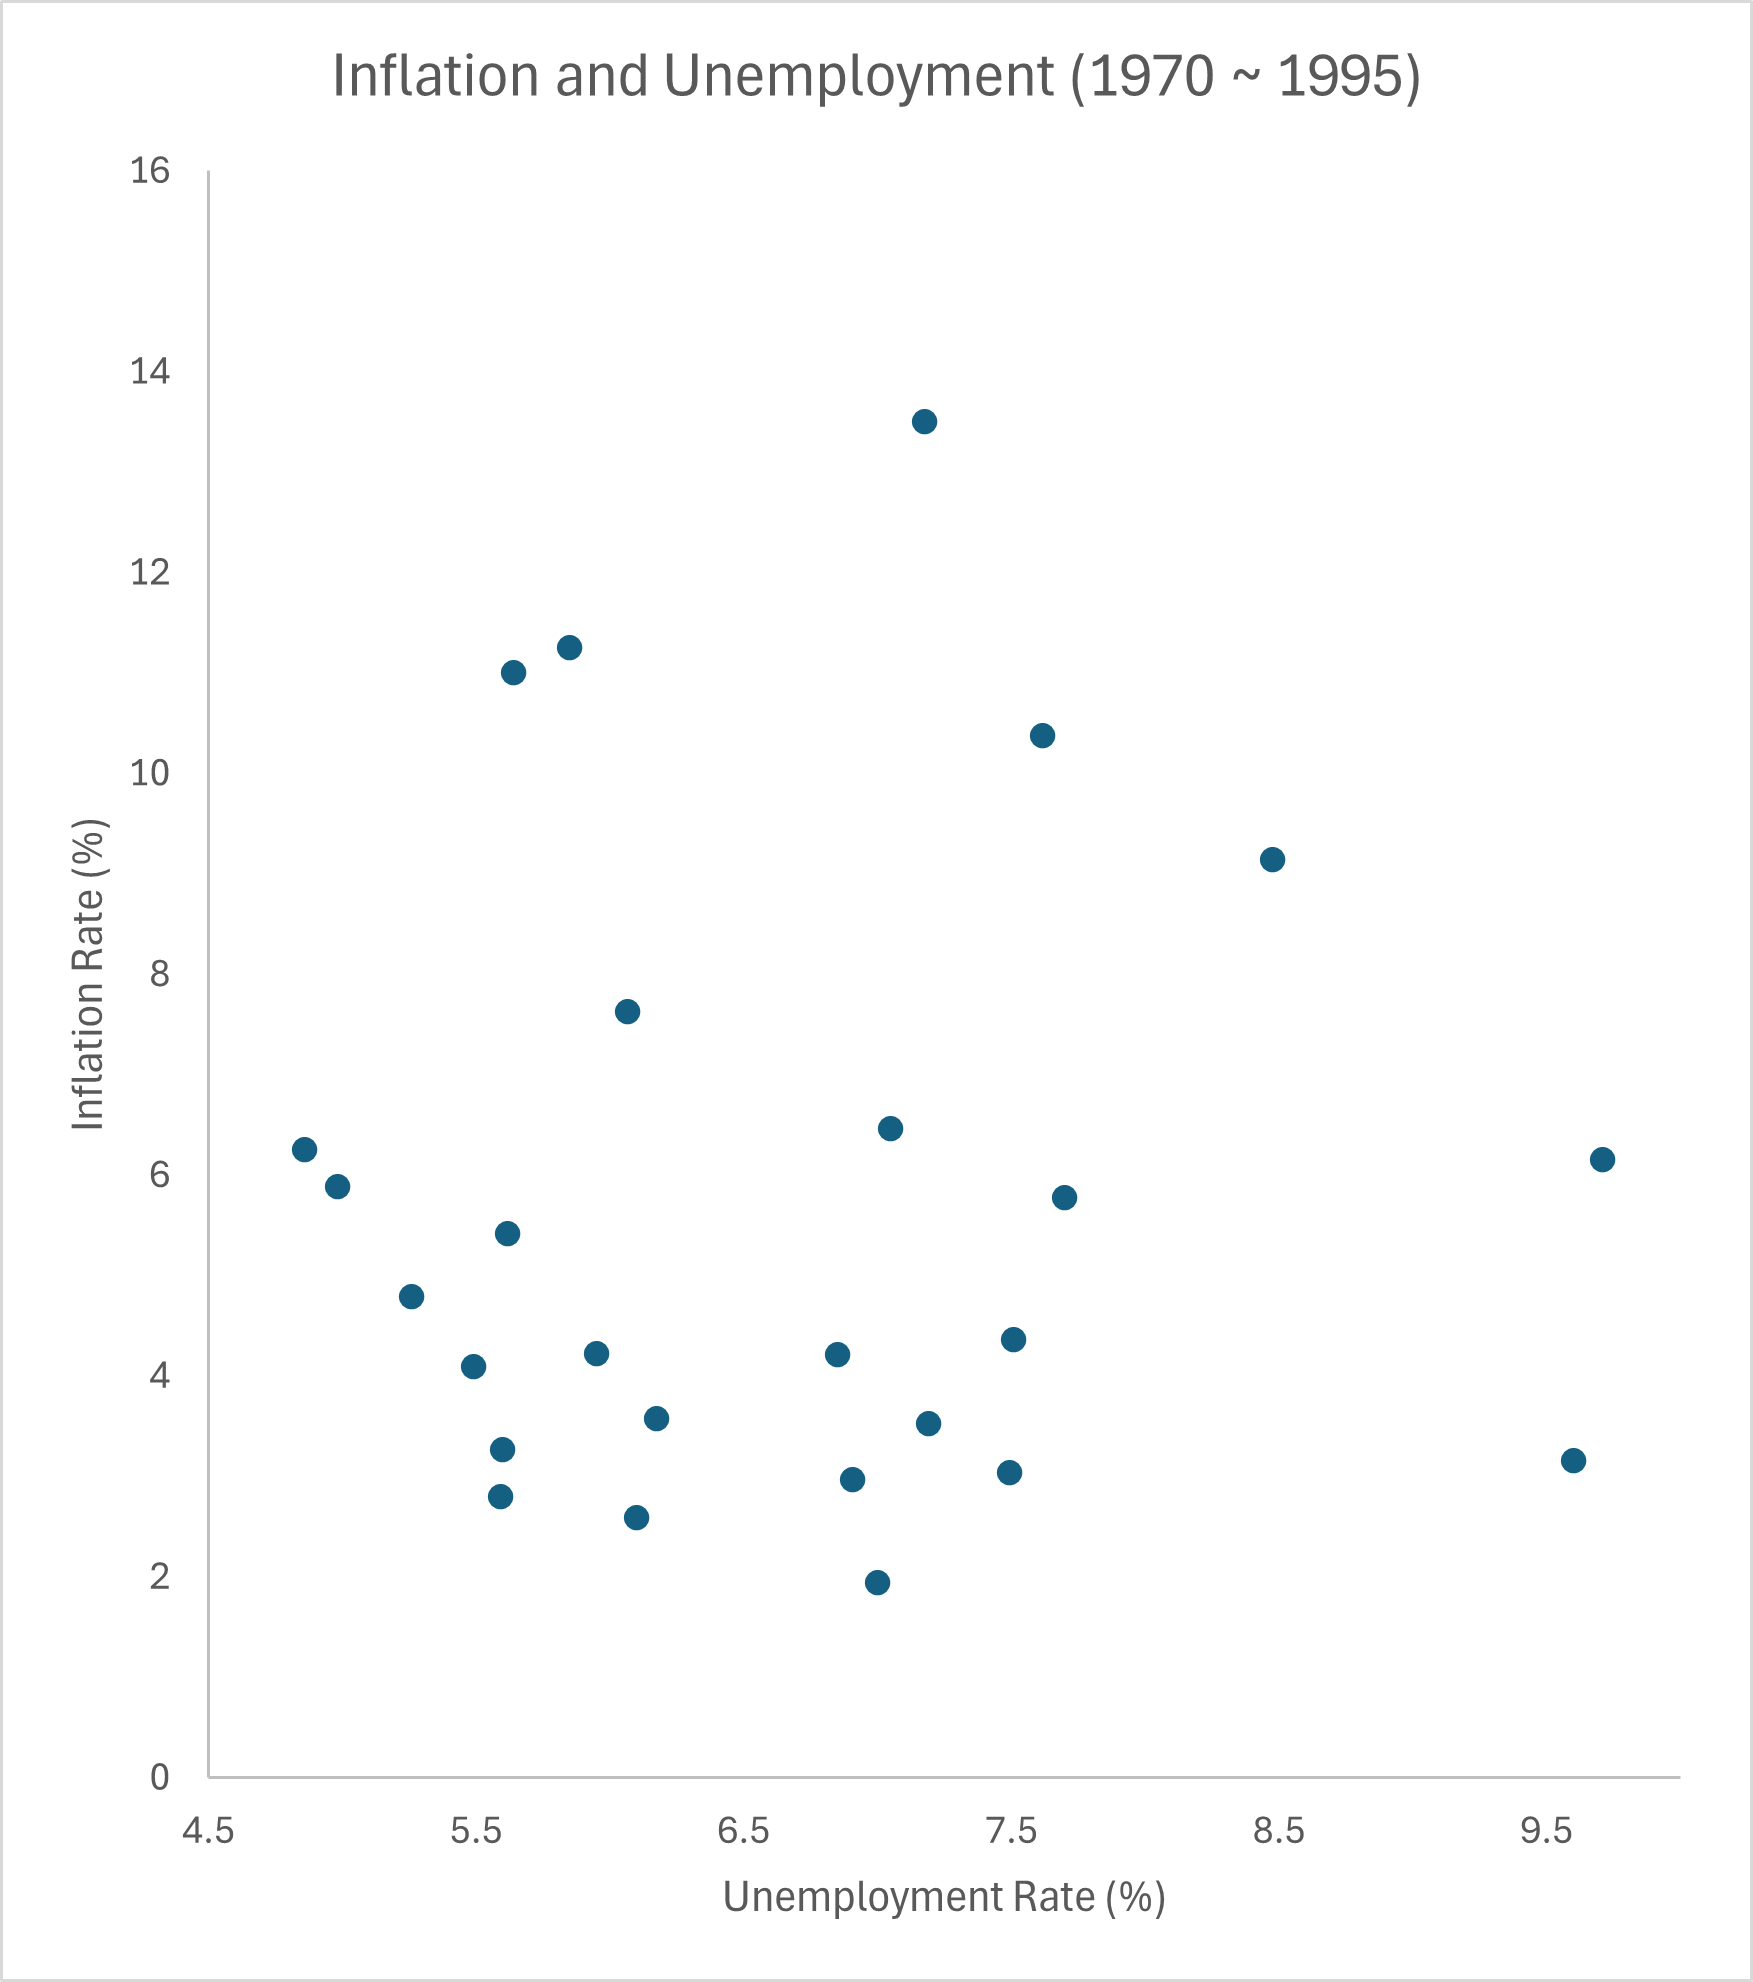 Inflation and Unemployment (1970 ~ 1995)
16
14
12
10
8
6
4
2
0
Inflation Rate (%)
4.5 5.5 6.5 7.5 8.5 9.5
Unemployment Rate (%)